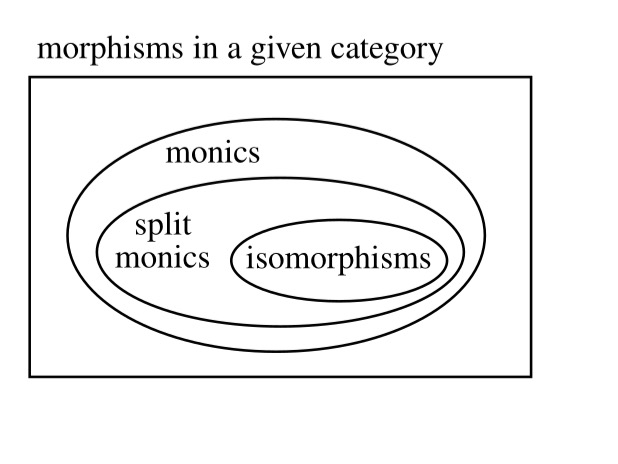 morphisms in a given category
monics
split
monics
isomorphisms